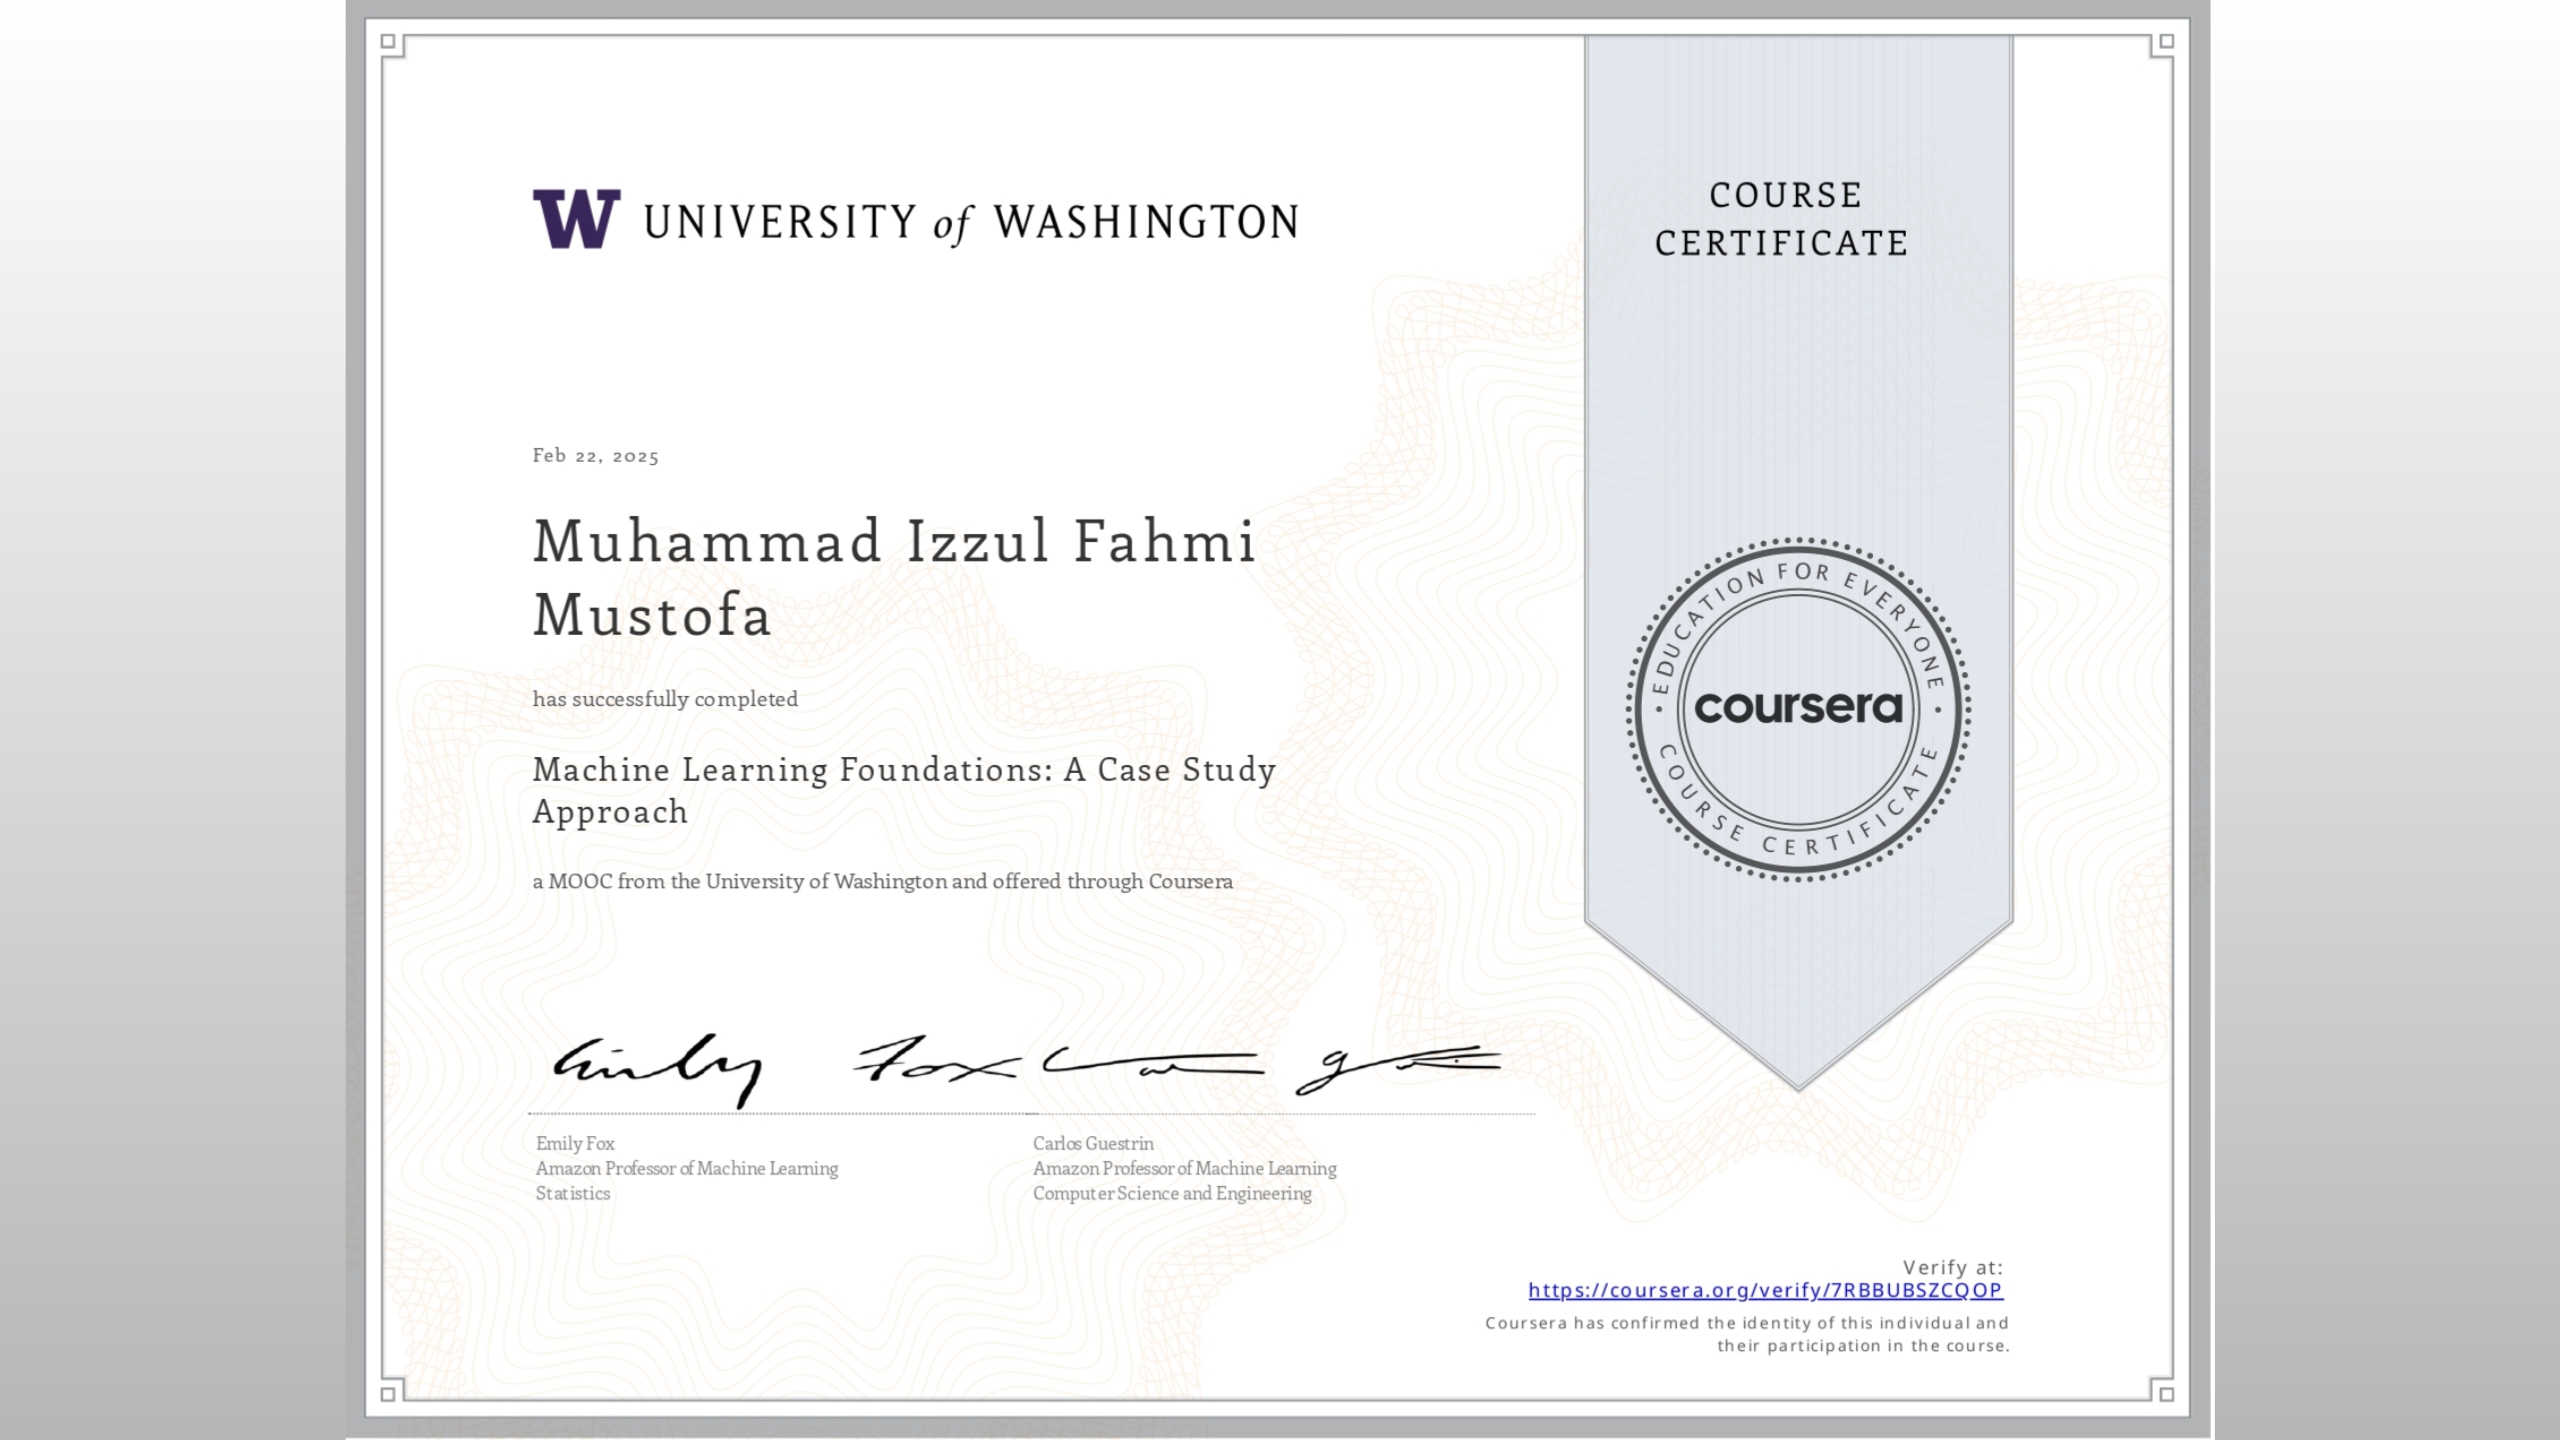 W UNIVERSITY of WASHINGTON
COURSE
CERTIFICATE
Feb 22, 2025
Muhammad Izzul Fahmi
Mustofa
has successfully completed
Machine Learning Foundations: A Case Study
Approach
a MOOC from the University of Washington and offered through Coursera
EDUCATION FOR EVERYONE
coursera
COURSE CERTIFICATE
Emily Fox
Emily Fox
Amazon Professor of Machine Learning
Statistics
Carlos Guestrin
Amazon Professor of Machine Learning
Computer Science and Engineering
Verify at:
https://coursera.org/verify/7RBBUBSZCQOP
Coursera has confirmed the identity of this individual and
their participation in the course.